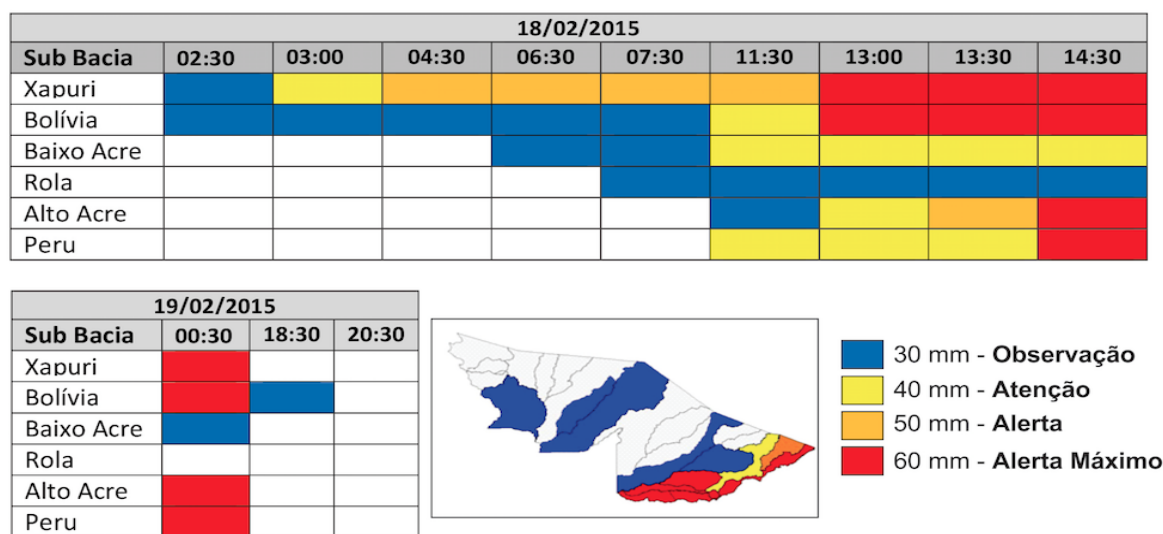 18/02/2015
Sub Bacia 02:30 03:00 04:30 06:30 07:30 11:30 13:00 13:30 14:30
Xapuri
Bolívia
Baixo Acre
Rola
Alto Acre
Peru
19/02/2015
Sub Bacia 00:30 18:30 20:30
Xapuri
Bolívia
Baixo Acre
Rola
Alto Acre
Peru
30 mm - Observação
40 mm - Atenção
50 mm - Alerta
60 mm - Alerta Máximo